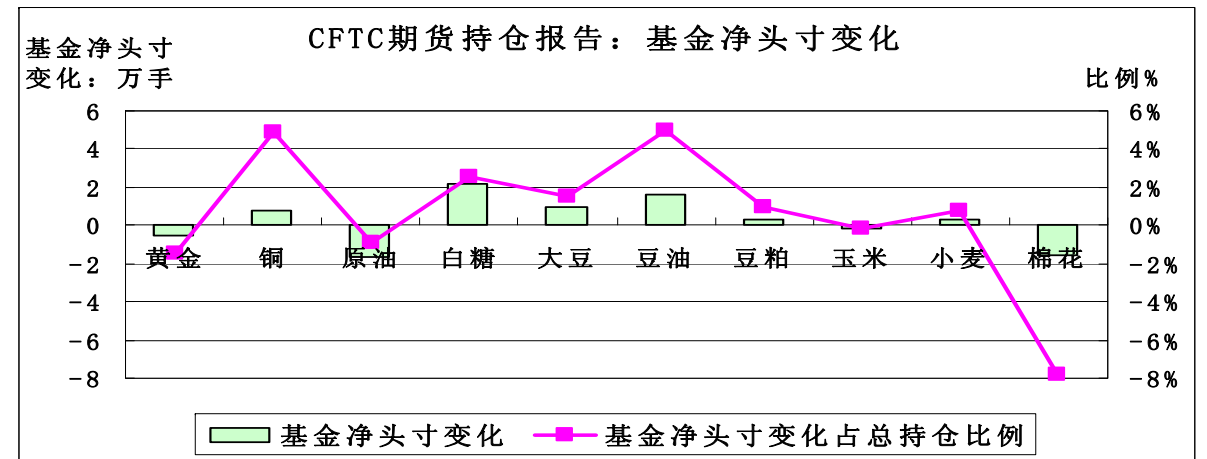 CFTC期货持仓报告：基金净头寸变化
基金净头寸
变化：万手
比例%
6
6%
4
4%
2
2%
0
0%
黄金 铜 原油 白糖 大豆 豆油 豆粕 玉米 小麦 棉花
-2
-2%
-4
-4%
-6
-6%
-8
-8%
基金净头寸变化
基金净头寸变化占总持仓比例